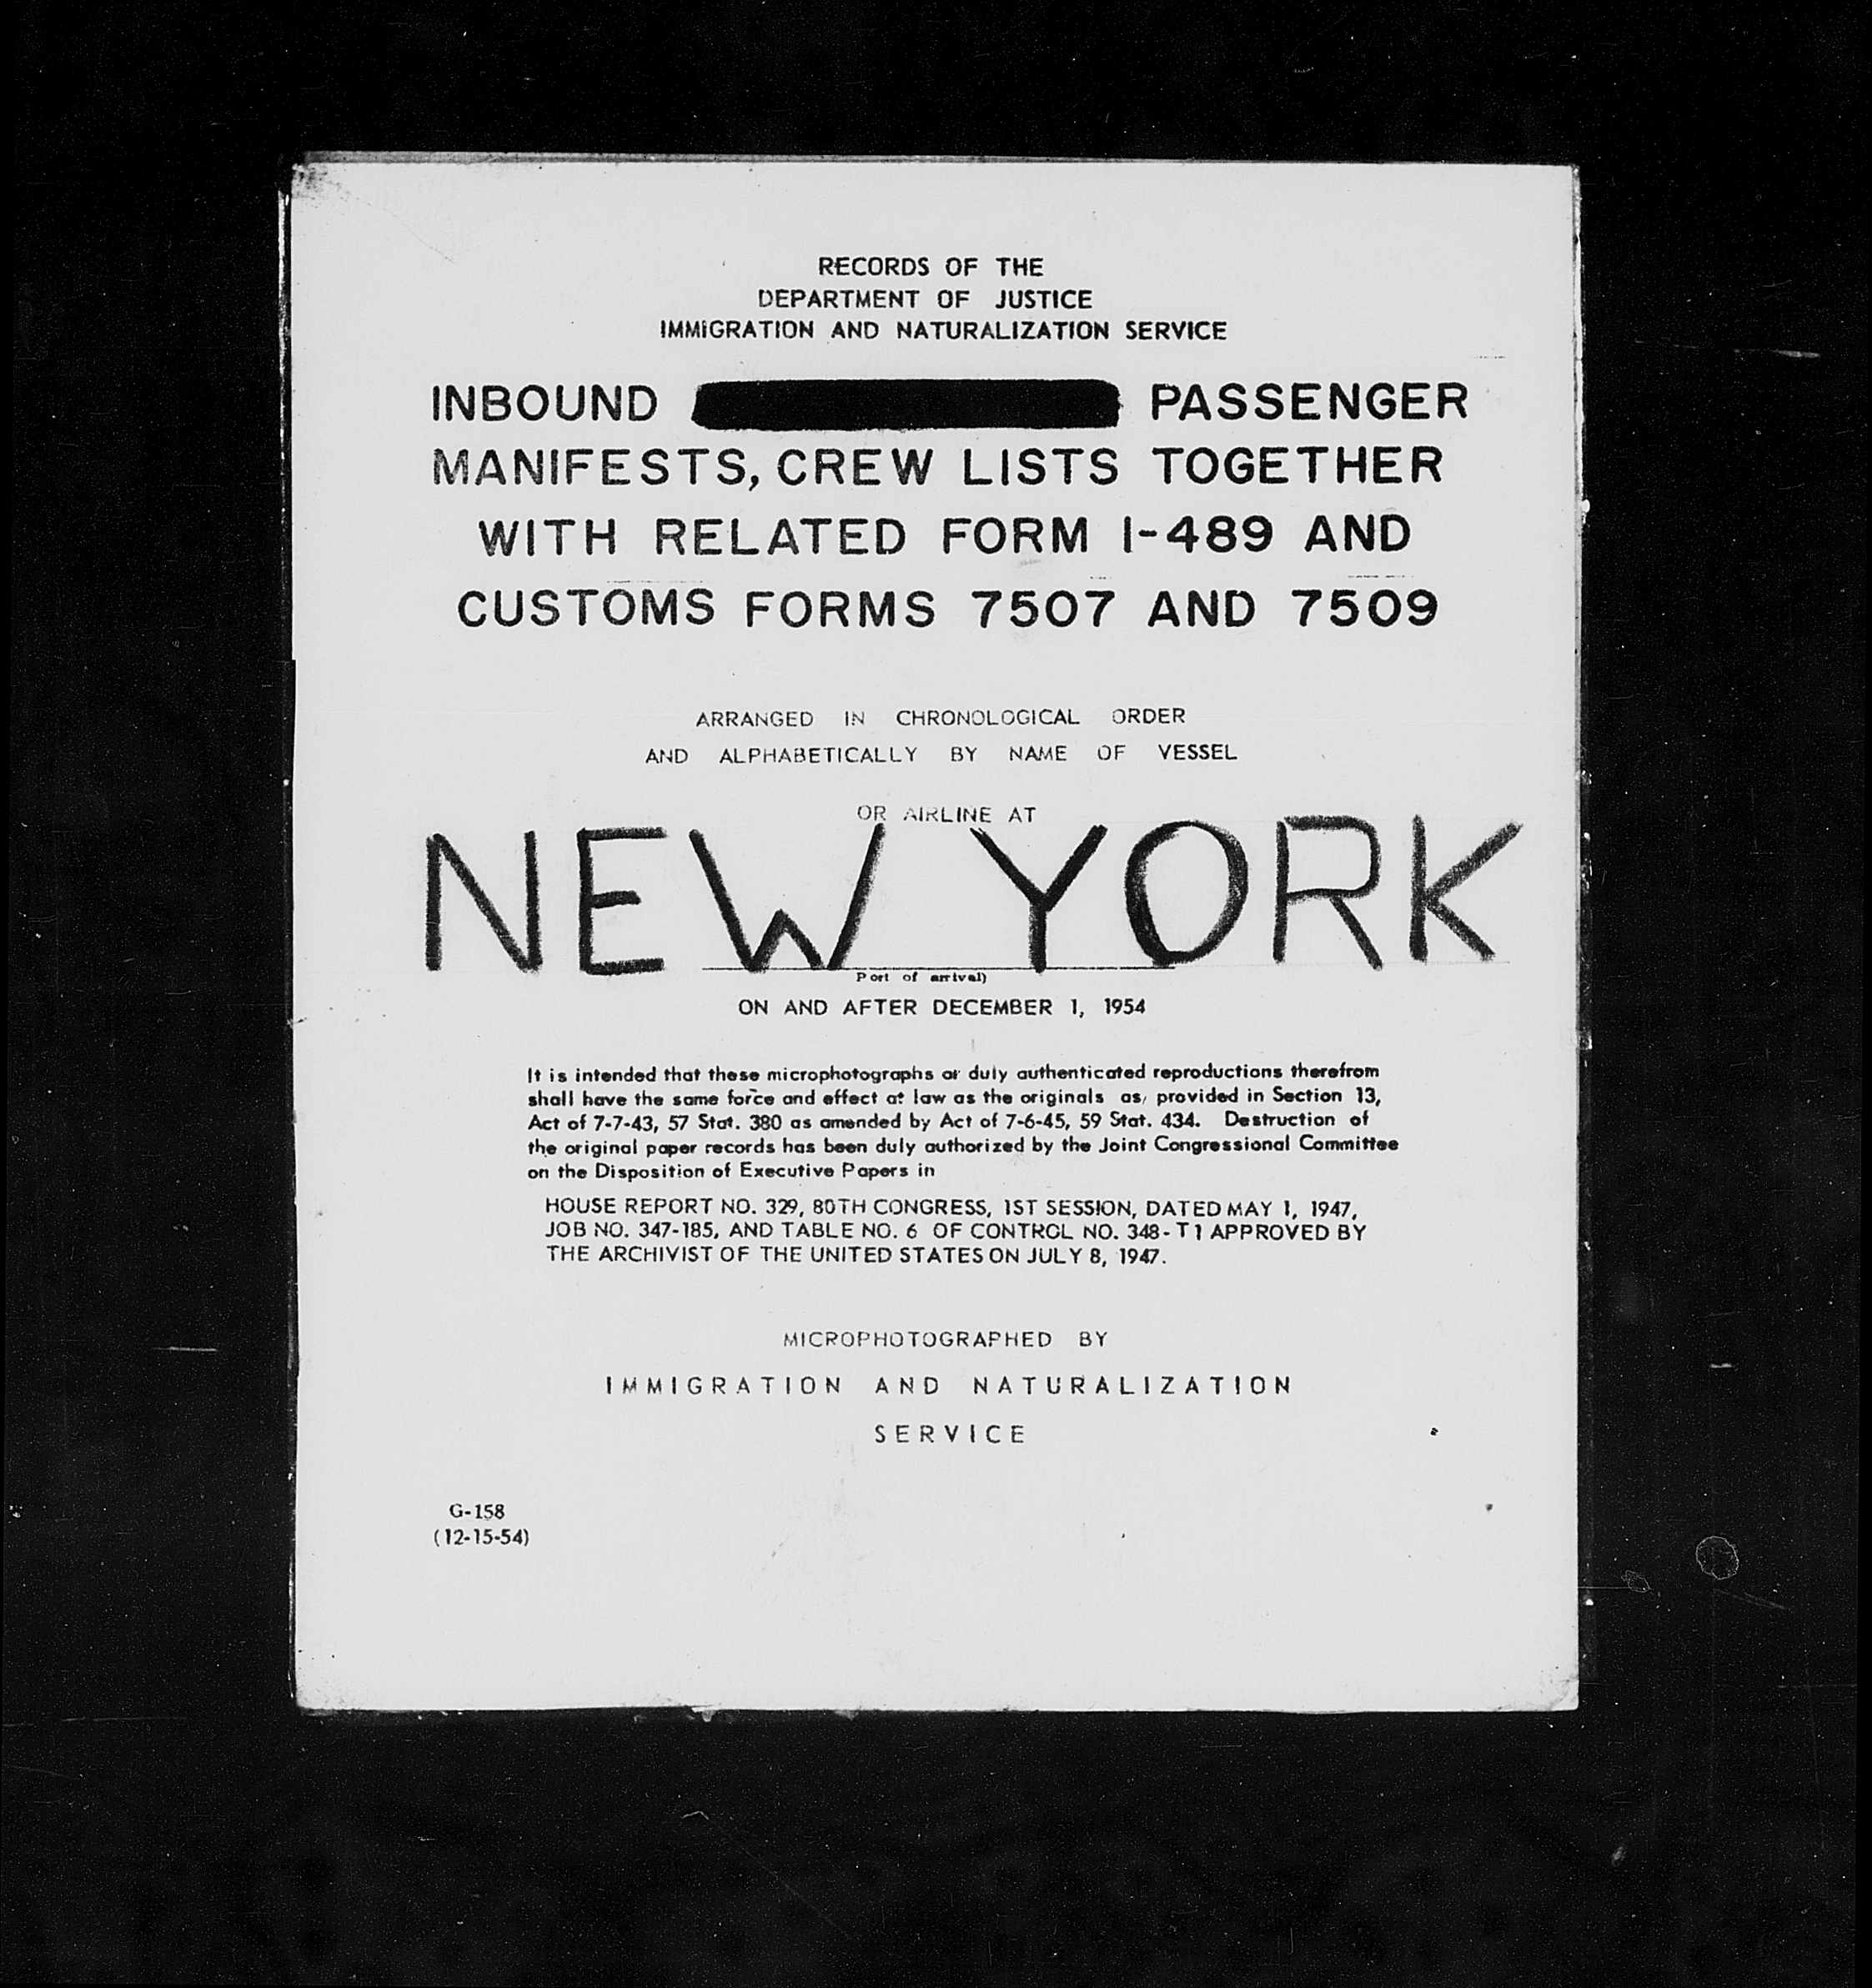 RECORDS OF THE
DEPARTMENT OF JUSTICE
IMMIGRATION AND NATURALIZATION SERVICE
INBOUND PASSENGER
MANIFESTS, CREW LISTS TOGETHER
WITH RELATED FORM I-489 AND
CUSTOMS FORMS 7507 AND 7509
ARRANGED IN CHRONOLOGICAL ORDER
AND ALPHABETICALLY BY NAME OF VESSEL
OR AIRLINE AT
NEW YORK
Port of arrival)
ON AND AFTER DECEMBER 1, 1954
It is intended that these microphotographs or duly authenticated reproductions therefrom
shall have the same force and effect at law as the originals as, provided in Section 13,
Act of 7-7-43, 57 Stat. 380 as amended by Act of 7-6-45, 59 Stat. 434. Destruction of
the original paper records has been duly authorized by the Joint Congressional Committee
on the Disposition of Executive Papers in
HOUSE REPORT NO. 329, 80TH CONGRESS, 1ST SESSION, DATED MAY 1, 1947,
JOB NO. 347-185, AND TABLE NO. 6 OF CONTROL NO. 348-T1 APPROVED BY
THE ARCHIVIST OF THE UNITED STATES ON JULY 8, 1947.
MICROPHOTOGRAPHED BY
IMMIGRATION AND NATURALIZATION
SERVICE
G-158
(12-15-54)